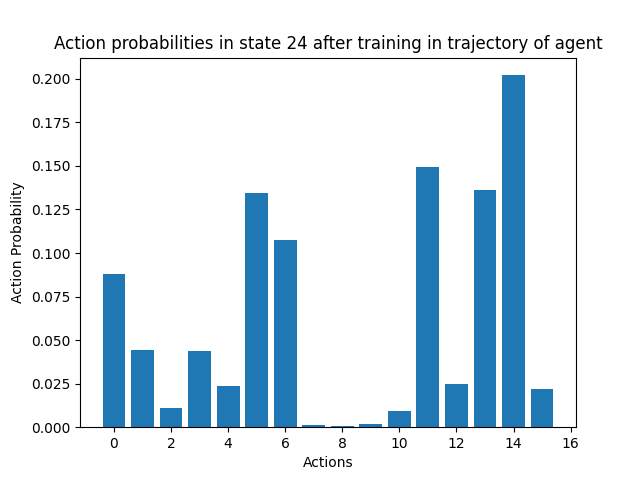 Action probabilities in state 24 after training in trajectory of agent
0.200
0.175
0.150
0.125
0.100
0.075
0.050
0.025
0.000
Action Probability
0 2 4 6 8 10 12 14 16
Actions